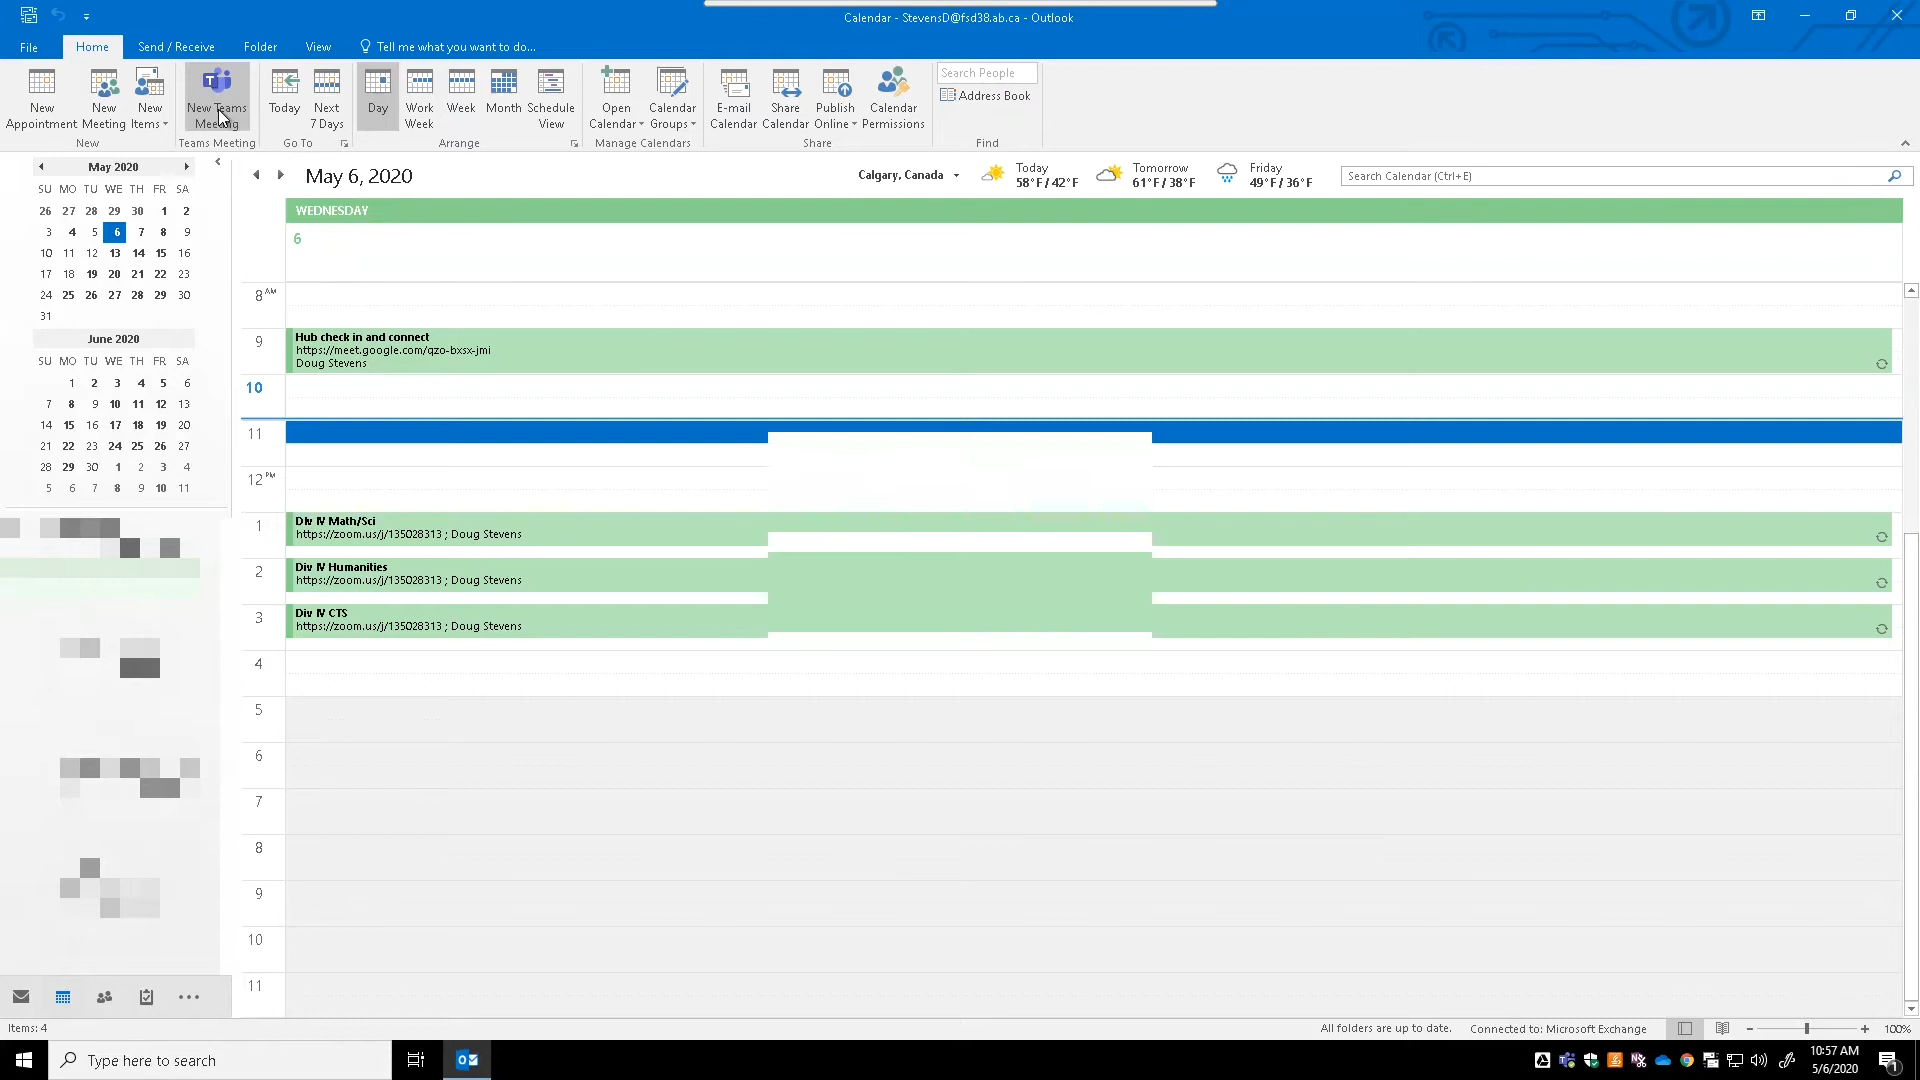 Calendar - StevensD@fsd38.ab.ca - Outlook
File Home Send / Receive Folder View Tell me what you want to do...
New Appointment
New Meeting
New Items
New
New Teams Meeting
Teams Meeting
Today
Next 7 Days
Go To
Day
Work Week
Week
Month
Schedule View
Arrange
Open Calendar
Calendar Groups
Manage Calendars
E-mail Calendar
Share Calendar
Publish Online
Calendar Permissions
Share
Search People
Address Book
Find
May 2020
SU MO TU WE TH FR SA
26 27 28 29 30 1 2
3 4 5 6 7 8 9
10 11 12 13 14 15 16
17 18 19 20 21 22 23
24 25 26 27 28 29 30
31
June 2020
SU MO TU WE TH FR SA
1 2 3 4 5 6
7 8 9 10 11 12 13
14 15 16 17 18 19 20
21 22 23 24 25 26 27
28 29 30 1 2 3 4
5 6 7 8 9 10 11
May 6, 2020
Calgary, Canada
Today
58°F / 42°F
Tomorrow
61°F / 38°F
Friday
49°F / 36°F
Search Calendar (Ctrl+E)
WEDNESDAY
6
8 AM
9
Hub check in and connect
https://meet.google.com/qzo-bxsx-jmi
Doug Stevens
10
11
12 PM
1
DIv IV Math/Sci
https://zoom.us/j/135028313 ; Doug Stevens
2
Div IV Humanities
https://zoom.us/j/135028313 ; Doug Stevens
3
Div IV CTS
https://zoom.us/j/135028313 ; Doug Stevens
4
5
6
7
8
9
10
11
Items: 4
All folders are up to date. Connected to: Microsoft Exchange
100%
Type here to search
10:57 AM
5/6/2020
1